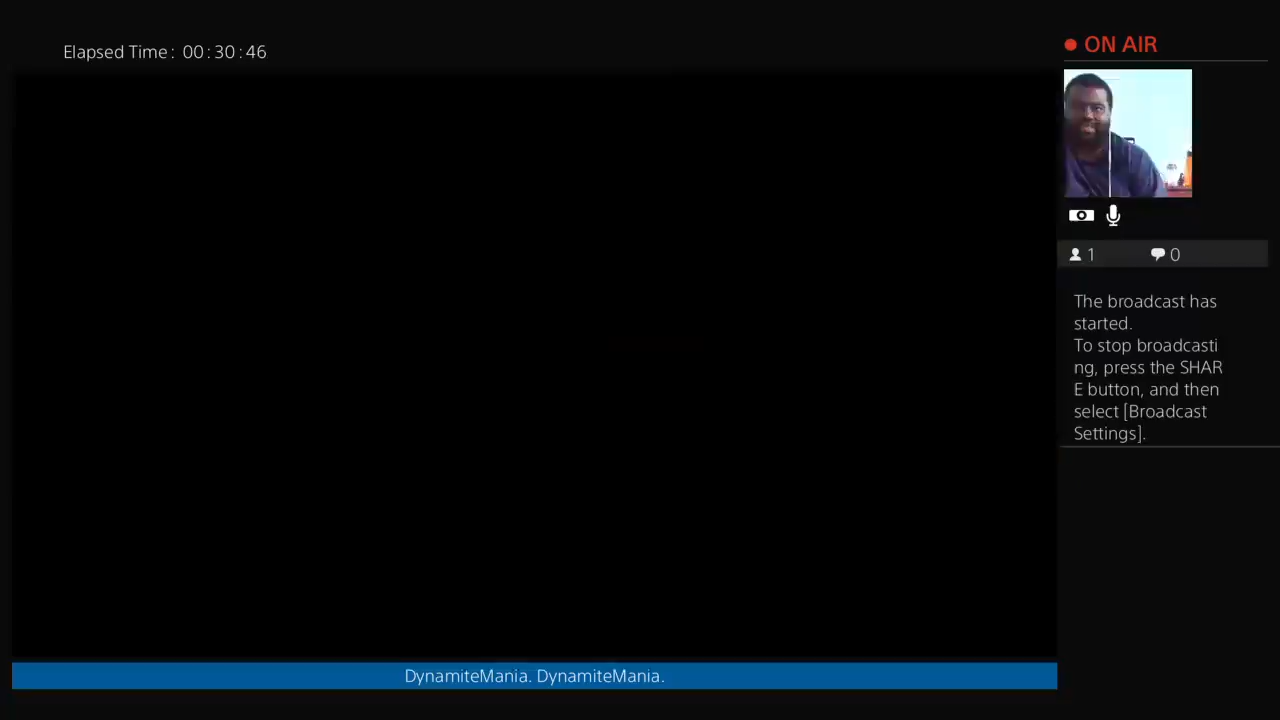 Elapsed Time: 00:30:46
ON AIR
1 0
The broadcast has
started.
To stop broadcasti
ng, press the SHAR
E button, and then
select [Broadcast
Settings].
DynamiteMania. DynamiteMania.